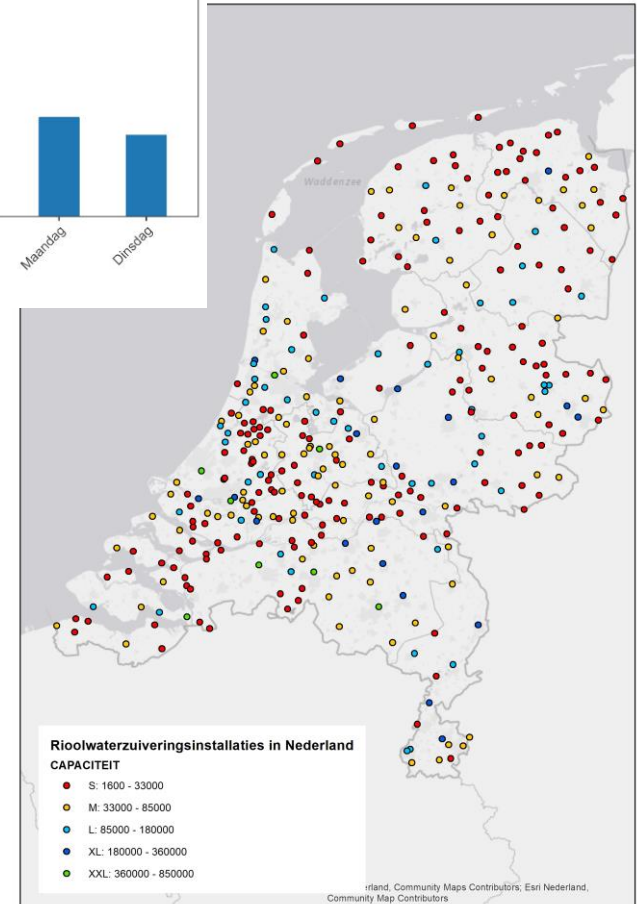 Maandag
Dinsdag
Waddenzee
Rioolwaterzuiveringsinstallaties in Nederland
CAPACITEIT
S: 1600 - 33000
M: 33000 - 85000
L: 85000 - 180000
XL: 180000 - 360000
XXL: 360000 - 850000
erland, Community Maps Contributors; Esri Nederland,
Community Map Contributors